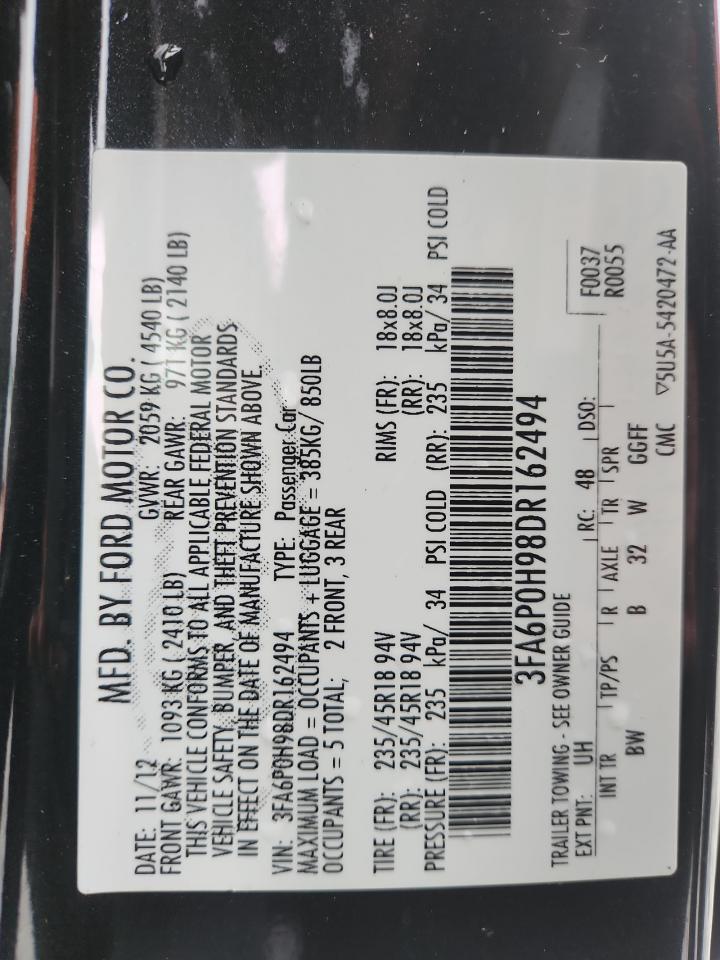 MFD. BY FORD MOTOR CO.
DATE: 11/12 GVWR: 2059 KG ( 4540 LB)
FRONT GAWR: 1093 KG ( 2410 LB) REAR GAWR: 971 KG ( 2140 LB)
THIS VEHICLE CONFORMS TO ALL APPLICABLE FEDERAL MOTOR
VEHICLE SAFETY, BUMPER, AND THEFT PREVENTION STANDARDS
IN EFFECT ON THE DATE OF MANUFACTURE SHOWN ABOVE.
VIN: 3FA6P0H98DR162494 TYPE: Passenger Car
MAXIMUM LOAD = OCCUPANTS + LUGGAGE = 385KG/ 850LB
OCCUPANTS = 5 TOTAL; 2 FRONT, 3 REAR
TIRE (FR): 235/45R18 94V RIMS (FR): 18x8.0J
(RR): 235/45R18 94V (RR): 18x8.0J
PRESSURE (FR): 235 kPa/ 34 PSI COLD (RR): 235 kPa/ 34 PSI COLD
3FA6P0H98DR162494
TRAILER TOWING - SEE OWNER GUIDE
EXT PNT: UH RC: 48 DSO: F0037
INT TR TP/PS R AXLE TR SPR R0055
BW B 32 W GGFF
CMC ▽5U5A-5420472-AA